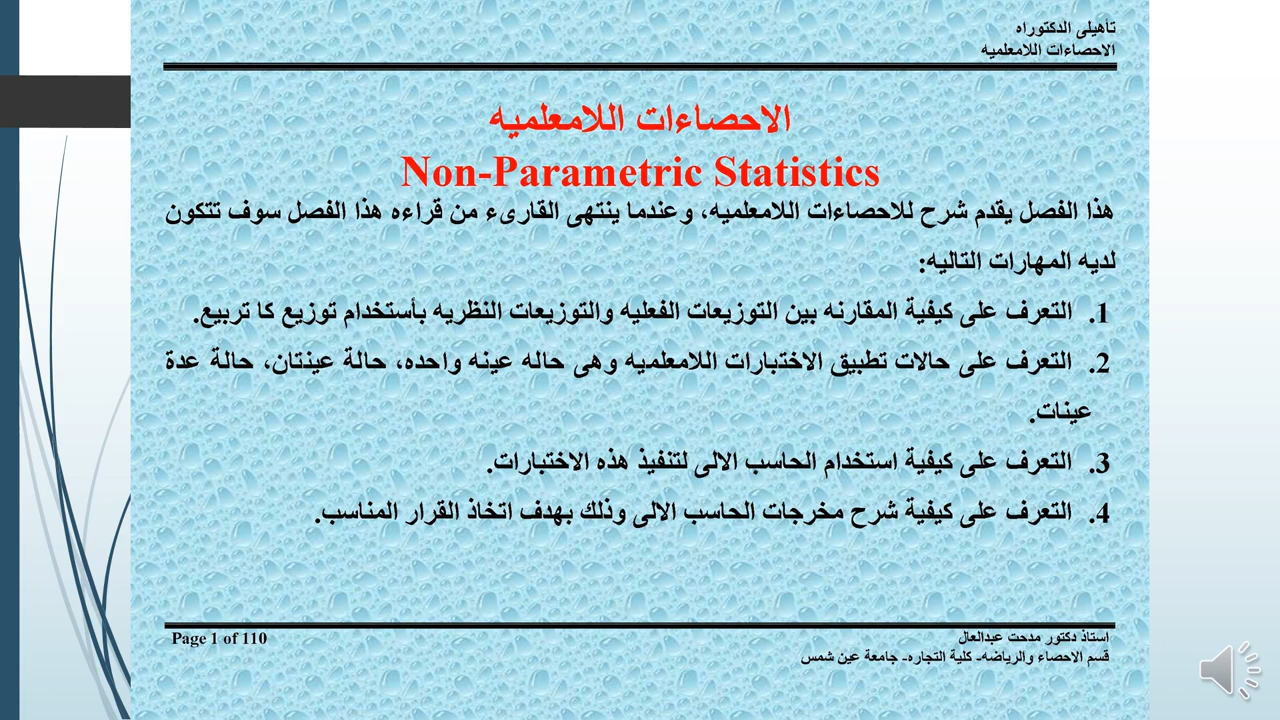 تأهيلى الدكتوراه
الاحصاءات اللامعلميه
الاحصاءات اللامعلميه
Non-Parametric Statistics
هذا الفصل يقدم شرح للاحصاءات اللامعلميه، وعندما ينتهى القارىء من قراءه هذا الفصل سوف تتكون
لديه المهارات التاليه:
1. التعرف على كيفية المقارنه بين التوزيعات الفعليه والتوزيعات النظريه بأستخدام توزيع كا تربيع.
2. التعرف على حالات تطبيق الاختبارات اللامعلميه وهى حاله عينه واحده، حالة عينتان، حالة عدة
عينات.
3. التعرف على كيفية استخدام الحاسب الالى لتنفيذ هذه الاختبارات.
4. التعرف على كيفية شرح مخرجات الحاسب الالى وذلك بهدف اتخاذ القرار المناسب.
استاذ دكتور مدحت عبدالعال
Page 1 of 110
قسم الاحصاء والرياضه- كلية التجاره- جامعة عين شمس